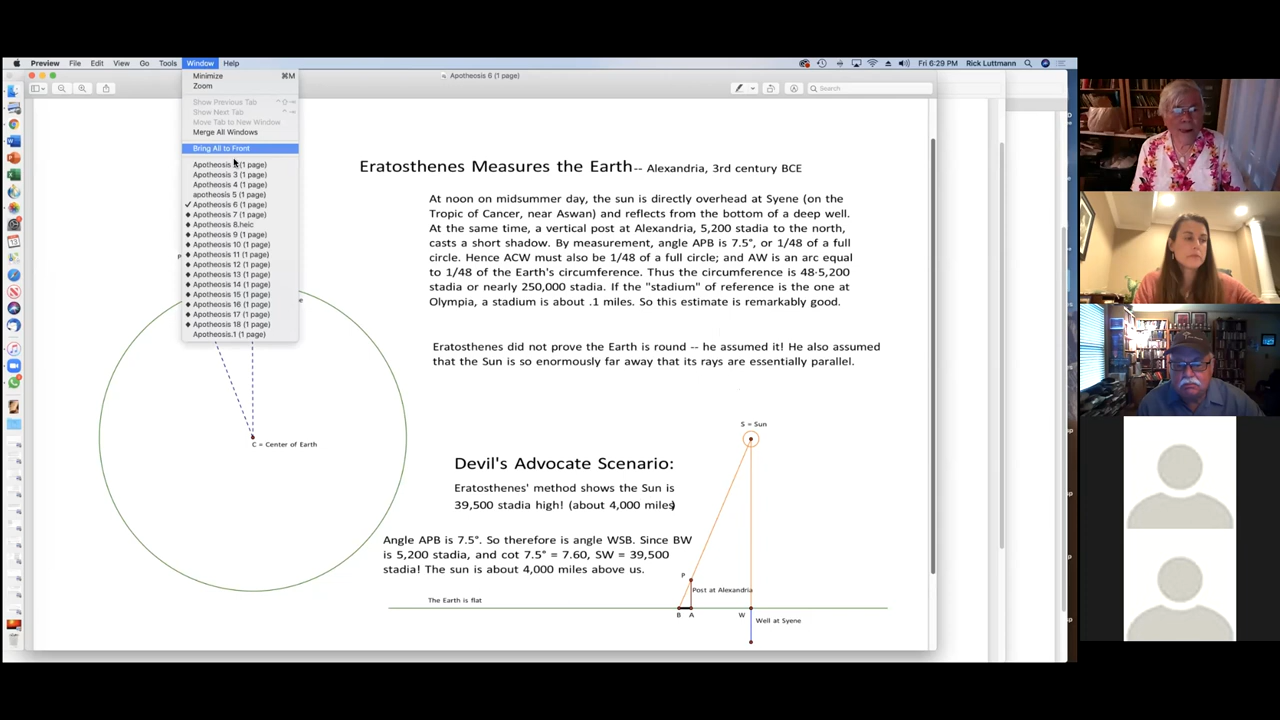 Preview File Edit View Go Tools Window Help
Fri 6:29 PM Rick Luttmann
Apotheosis 6 (1 page)
Search
Minimize ⌘M
Zoom
Show Previous Tab
Show Next Tab
Move Tab to New Window
Merge All Windows
Bring All to Front
Apotheosis (1 page)
Apotheosis 3 (1 page)
Apotheosis 4 (1 page)
apotheosis 5 (1 page)
✓ Apotheosis 6 (1 page)
◆ Apotheosis 7 (1 page)
◆ Apotheosis 8.heic
◆ Apotheosis 9 (1 page)
◆ Apotheosis 10 (1 page)
◆ Apotheosis 11 (1 page)
◆ Apotheosis 12 (1 page)
◆ Apotheosis 13 (1 page)
◆ Apotheosis 14 (1 page)
◆ Apotheosis 15 (1 page)
◆ Apotheosis 16 (1 page)
◆ Apotheosis 17 (1 page)
◆ Apotheosis 18 (1 page)
Apotheosis.1 (1 page)
Eratosthenes Measures the Earth-- Alexandria, 3rd century BCE
At noon on midsummer day, the sun is directly overhead at Syene (on the
Tropic of Cancer, near Aswan) and reflects from the bottom of a deep well.
At the same time, a vertical post at Alexandria, 5,200 stadia to the north,
casts a short shadow. By measurement, angle APB is 7.5°, or 1/48 of a full
circle. Hence ACW must also be 1/48 of a full circle; and AW is an arc equal
to 1/48 of the Earth's circumference. Thus the circumference is 48·5,200
stadia or nearly 250,000 stadia. If the "stadium" of reference is the one at
Olympia, a stadium is about .1 miles. So this estimate is remarkably good.
Eratosthenes did not prove the Earth is round -- he assumed it! He also assumed
that the Sun is so enormously far away that its rays are essentially parallel.
C = Center of Earth
S = Sun
Devil's Advocate Scenario:
Eratosthenes' method shows the Sun is
39,500 stadia high! (about 4,000 miles)
Angle APB is 7.5°. So therefore is angle WSB. Since BW
is 5,200 stadia, and cot 7.5° = 7.60, SW = 39,500
stadia! The sun is about 4,000 miles above us.
P
Post at Alexandria
The Earth is flat
B A W
Well at Syene